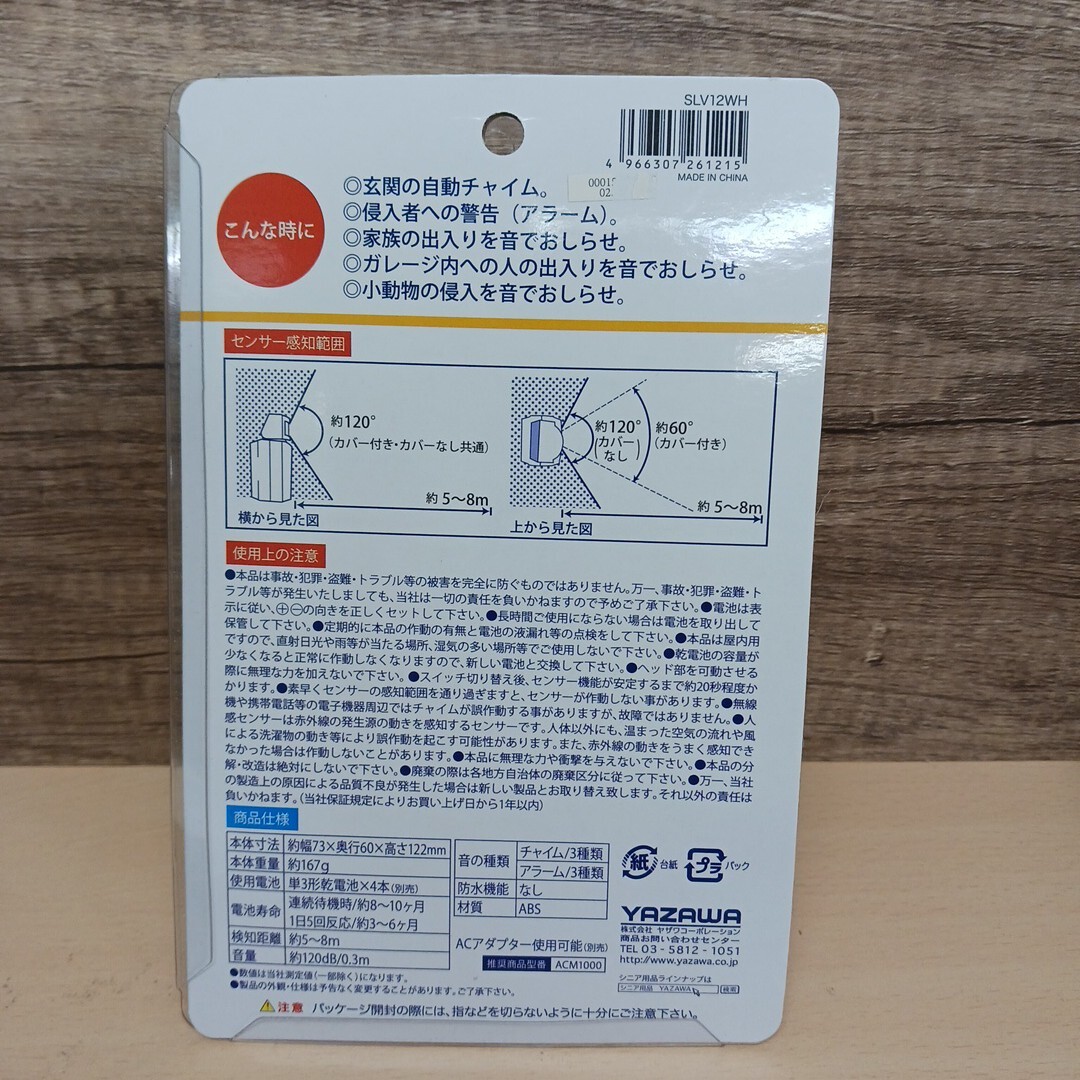 SLV12WH
4 966307 261215
MADE IN CHINA
こんな時に
◎玄関の自動チャイム。
◎侵入者への警告(アラーム)。
◎家族の出入りを音でおしらせ。
◎ガレージ内への人の出入りを音でおしらせ。
◎小動物の侵入を音でおしらせ。
センサー感知範囲
約120°
(カバー付き・カバーなし共通)
約 5〜8m
横から見た図
約120°
(カバーなし)
約60°
(カバー付き)
約 5〜8m
上から見た図
使用上の注意
●本品は事故・犯罪・盗難・トラブル等の被害を完全に防ぐものではありません。万一、事故・犯罪・盗難・ト
ラブル等が発生いたしましても、当社は一切の責任を負いかねますので予めご了承下さい。●電池は表
示に従い、⊕⊖の向きを正しくセットして下さい。●長時間ご使用にならない場合は電池を取り出して
保管して下さい。●定期的に本品の作動の有無と電池の液漏れ等の点検をして下さい。●本品は屋内用
ですので、直射日光や雨等が当たる場所、湿気の多い場所等でご使用しないで下さい。●乾電池の容量が
少なくなると正常に作動しなくなりますので、新しい電池と交換して下さい。●ヘッド部を可動させる
際に無理な力を加えないで下さい。●スイッチ切り替え後、センサー機能が安定するまで約20秒程度か
かります。●素早くセンサーの感知範囲を通り過ぎますと、センサーが作動しない事があります。●無線
機や携帯電話等の電子機器周辺ではチャイムが誤作動する事がありますが、故障ではありません。●人
感センサーは赤外線の発生源の動きを感知するセンサーです。人体以外にも、温まった空気の流れや風
による洗濯物の動き等により誤作動を起こす可能性があります。また、赤外線の動きをうまく感知でき
なかった場合は作動しないことがあります。●本品に無理な力や衝撃を与えないで下さい。●本品の分
解・改造は絶対にしないで下さい。●廃棄の際は各地方自治体の廃棄区分に従って下さい。●万一、当社
の製造上の原因による品質不良が発生した場合は新しい製品とお取り替え致します。それ以外の責任は
負いかねます。(当社保証規定によりお買い上げ日から1年以内)
商品仕様
本体寸法 約幅73×奥行60×高さ122mm
本体重量 約167g
使用電池 単3形乾電池×4本(別売)
電池寿命 連続待機時/約8〜10ヶ月
1日5回反応/約3〜6ヶ月
検知距離 約5〜8m
音量 約120dB/0.3m
音の種類 チャイム/3種類
アラーム/3種類
防水機能 なし
材質 ABS
ACアダプター使用可能(別売)
推奨商品型番 ACM1000
紙 台紙
プラ パック
YAZAWA
株式会社 ヤザワコーポレーション
商品お問い合わせセンター
TEL 03-5812-1051
http://www.yazawa.co.jp
シニア用品ラインナップは
シニア用品 YAZAWA 検索
●数値は当社測定値(一部除く)になります。
●製品の外観・仕様は予告なく変更することがあります。ご了承下さい。
⚠注意 パッケージ開封の際には、指などを切らないように十分にご注意下さい。